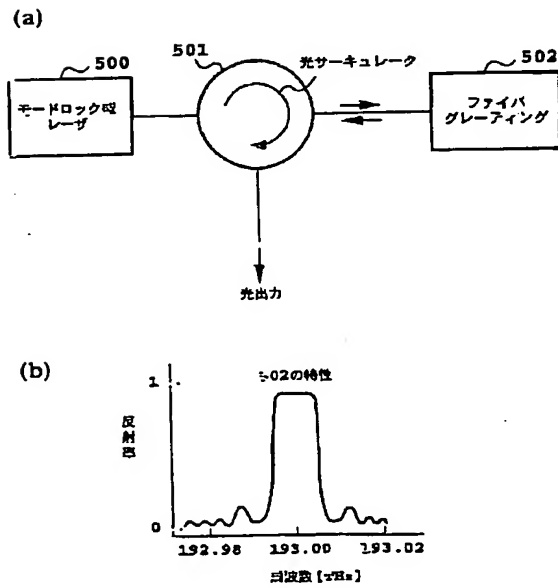 (a)
500
501
502
光サーキュレーク
モードロック型
レーザ
ファイバ
グレーティング
光出力
(b)
502の特性
1
反射率
0
192.98
193.00
193.02
周波数 [THz]